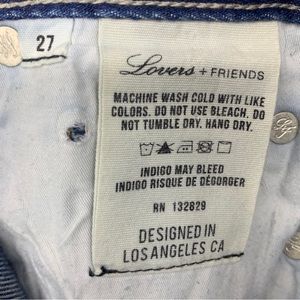 27
Lovers + FRIENDS
MACHINE WASH COLD WITH LIKE
COLORS. DO NOT USE BLEACH. DO
NOT TUMBLE DRY. HANG DRY.
INDIGO MAY BLEED
INDIGO RISQUE DE DÉGORGER
RN 132828
DESIGNED IN
LOS ANGELES CA